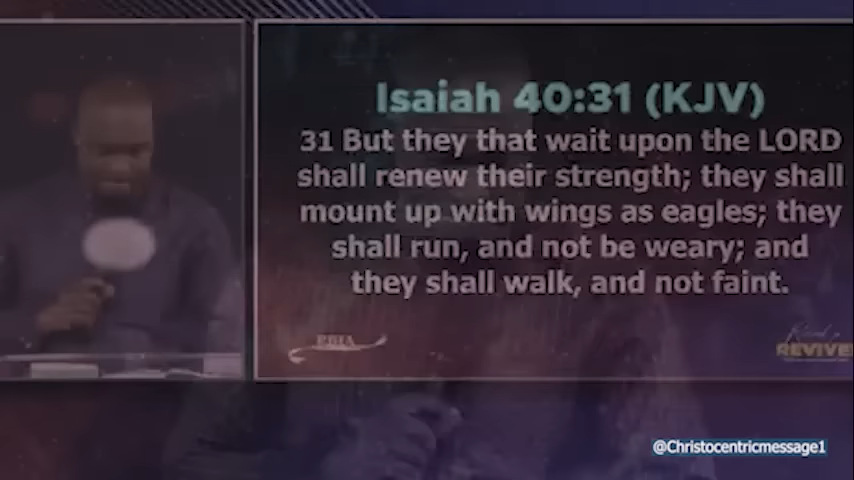 Isaiah 40:31 (KJV)
31 But they that wait upon the LORD
shall renew their strength; they shall
mount up with wings as eagles; they
shall run, and not be weary; and
they shall walk, and not faint.
REVIVE
@Christocentricmessage1